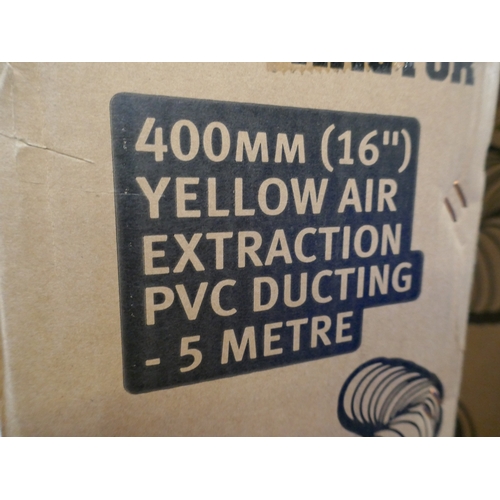 400MM (16")
YELLOW AIR
EXTRACTION
PVC DUCTING
- 5 METRE